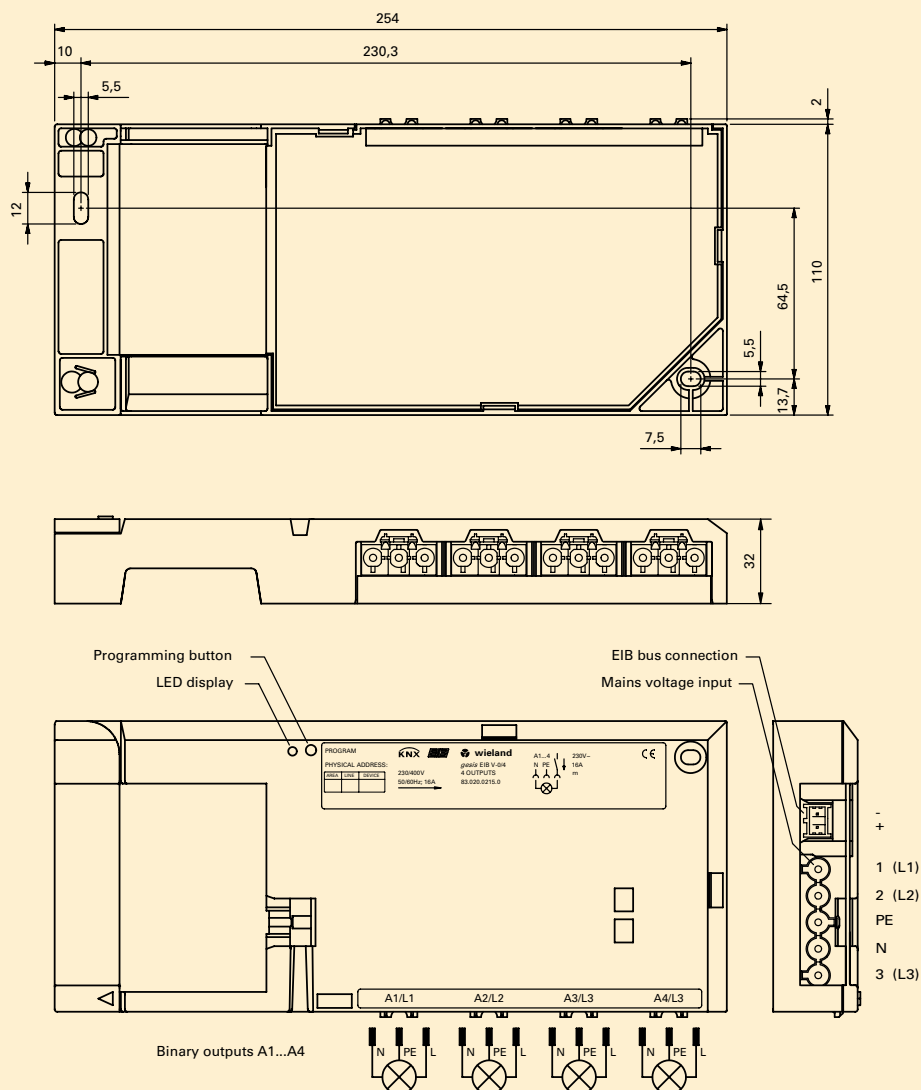 254
10
230,3
5,5
2
12
64,5
110
5,5
13,7
7,5
32
Programming button
LED display
EIB bus connection
Mains voltage input
PROGRAM
PHYSICAL ADDRESS:
AREA LINE DEVICE
KNX
230/400V
50/60Hz; 16A
wieland
gesis EIB V-0/4
4 OUTPUTS
83.020.0215.0
A1...4
N PE
230V~
16A
m
CE
-
+
1 (L1)
2 (L2)
PE
N
3 (L3)
A1/L1 A2/L2 A3/L3 A4/L3
Binary outputs A1...A4
N PE L N PE L N PE L N PE L